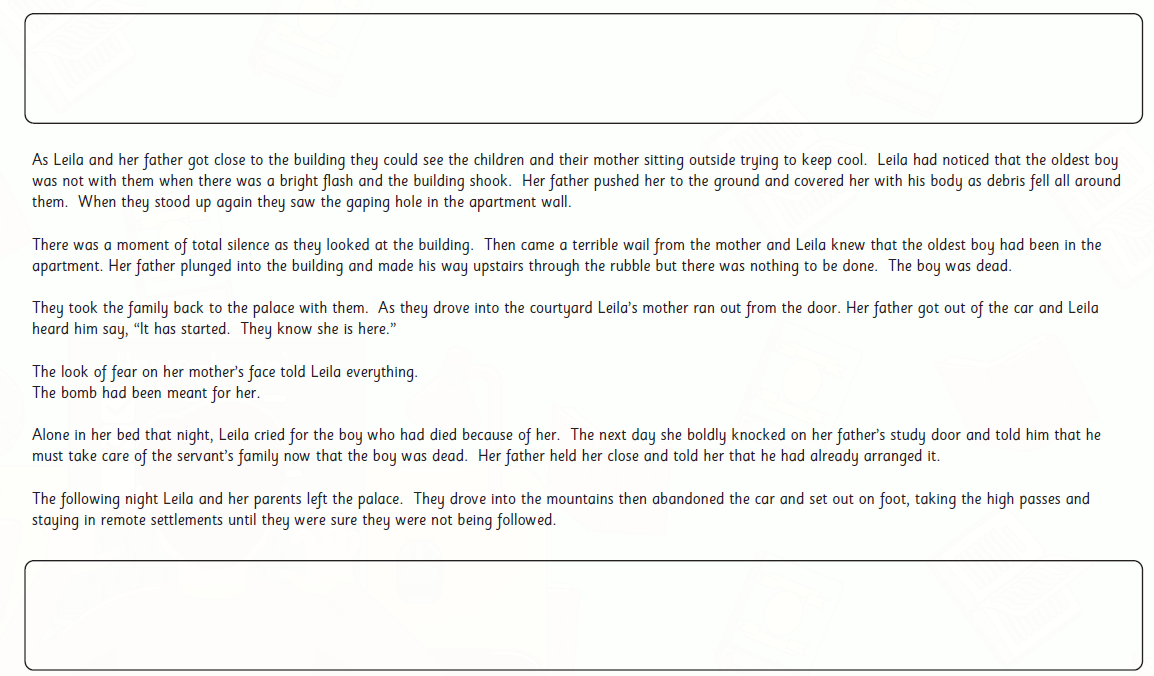 As Leila and her father got close to the building they could see the children and their mother sitting outside trying to keep cool.  Leila had noticed that the oldest boy
was not with them when there was a bright flash and the building shook.  Her father pushed her to the ground and covered her with his body as debris fell all around
them.  When they stood up again they saw the gaping hole in the apartment wall.
There was a moment of total silence as they looked at the building.  Then came a terrible wail from the mother and Leila knew that the oldest boy had been in the
apartment. Her father plunged into the building and made his way upstairs through the rubble but there was nothing to be done.  The boy was dead.
They took the family back to the palace with them.  As they drove into the courtyard Leila's mother ran out from the door. Her father got out of the car and Leila
heard him say, “It has started.  They know she is here.”
The look of fear on her mother's face told Leila everything.
The bomb had been meant for her.
Alone in her bed that night, Leila cried for the boy who had died because of her.  The next day she boldly knocked on her father's study door and told him that he
must take care of the servant's family now that the boy was dead.  Her father held her close and told her that he had already arranged it.
The following night Leila and her parents left the palace.  They drove into the mountains then abandoned the car and set out on foot, taking the high passes and
staying in remote settlements until they were sure they were not being followed.